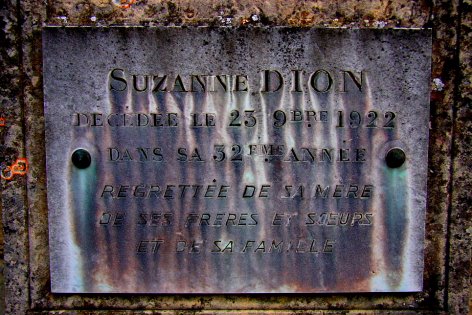 SUZANNE DION
DÉCÉDÉE LE 23 9BRE 1922
DANS SA 32ÈME ANNÉE
REGRETTÉE DE SA MÈRE
DE SES FRÈRES ET SŒURS
ET DE SA FAMILLE